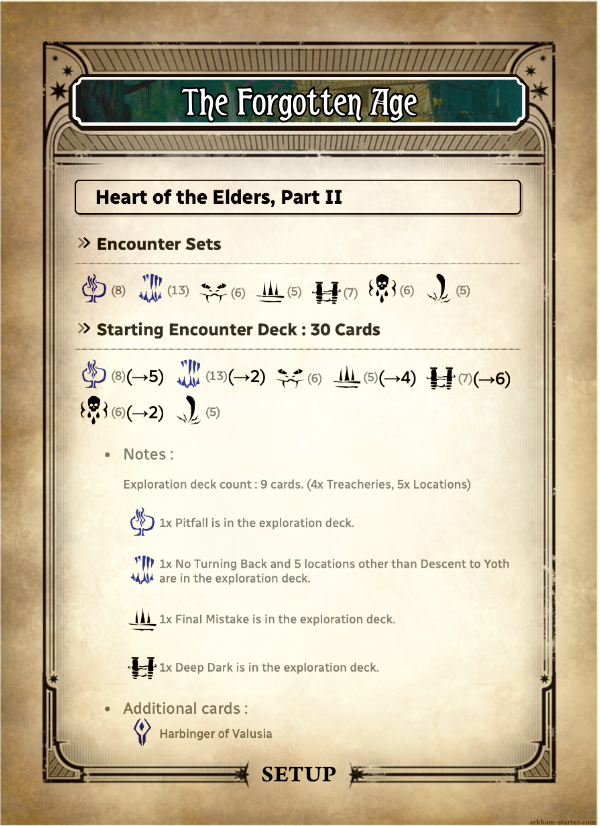 The Forgotten Age
Heart of the Elders, Part II
Encounter Sets
(8) (13) (6) (5) (7) (6) (5)
Starting Encounter Deck : 30 Cards
(8)(→5) (13)(→2) (6) (5)(→4) (7)(→6)
(6)(→2) (5)
• Notes :
Exploration deck count : 9 cards. (4x Treacheries, 5x Locations)
1x Pitfall is in the exploration deck.
1x No Turning Back and 5 locations other than Descent to Yoth
are in the exploration deck.
1x Final Mistake is in the exploration deck.
1x Deep Dark is in the exploration deck.
• Additional cards :
Harbinger of Valusia
SETUP
arkham-starter.com